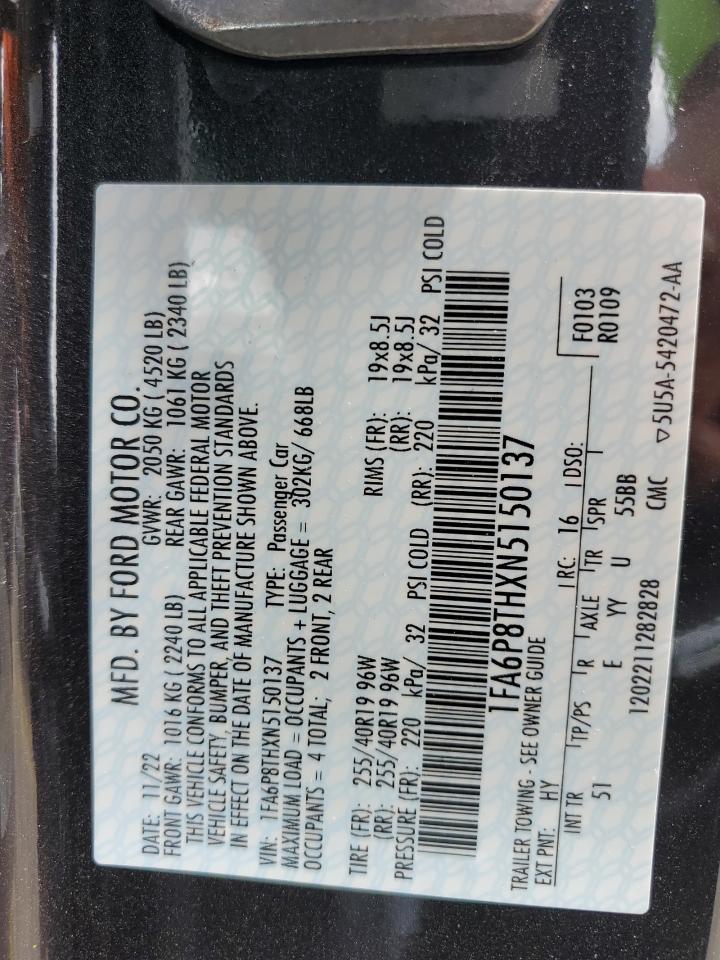 MFD. BY FORD MOTOR CO.
DATE: 11/22 GVWR: 2050 KG ( 4520 LB)
FRONT GAWR: 1016 KG ( 2240 LB) REAR GAWR: 1061 KG ( 2340 LB)
THIS VEHICLE CONFORMS TO ALL APPLICABLE FEDERAL MOTOR
VEHICLE SAFETY, BUMPER, AND THEFT PREVENTION STANDARDS
IN EFFECT ON THE DATE OF MANUFACTURE SHOWN ABOVE.
VIN: 1FA6P8THXN5150137 TYPE: Passenger Car
MAXIMUM LOAD = OCCUPANTS + LUGGAGE = 302KG/ 668LB
OCCUPANTS = 4 TOTAL; 2 FRONT, 2 REAR
TIRE (FR): 255/40R19 96W RIMS (FR): 19x8.5J
(RR): 255/40R19 96W (RR): 19x8.5J
PRESSURE (FR): 220 kPa/ 32 PSI COLD (RR): 220 kPa/ 32 PSI COLD
1FA6P8THXN5150137
TRAILER TOWING - SEE OWNER GUIDE
EXT PNT: HY RC: 16 DSO: F0103
INT TR TP/PS R AXLE TR SPR R0109
51 E YY U 55BB
1202211282828 CMC ▽5U5A-5420472-AA